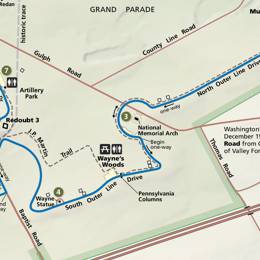 GRAND PARADE
Redan
historic trace
Mu
County Line Road
Gulph Road
7
Artillery
Park
North Outer Line Drive
one-way
3
National
Memorial Arch
Redoubt 3
J.P. Martin
Trail
Begin
one-way
Washington
December 19
Road from G
of Valley For
Thomas Road
Wayne's
Woods
4
Wayne
Statue
South Outer Line Drive
Pennsylvania
Columns
Baptist Road